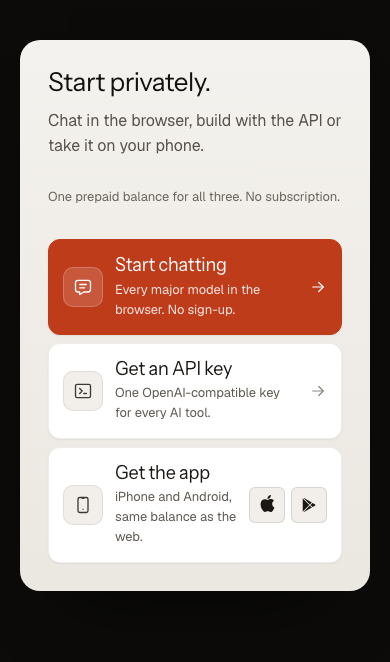 Start privately.
Chat in the browser, build with the API or
take it on your phone.
One prepaid balance for all three. No subscription.
Start chatting
Every major model in the
browser. No sign-up.
Get an API key
One OpenAI-compatible key
for every AI tool.
Get the app
iPhone and Android,
same balance as the
web.